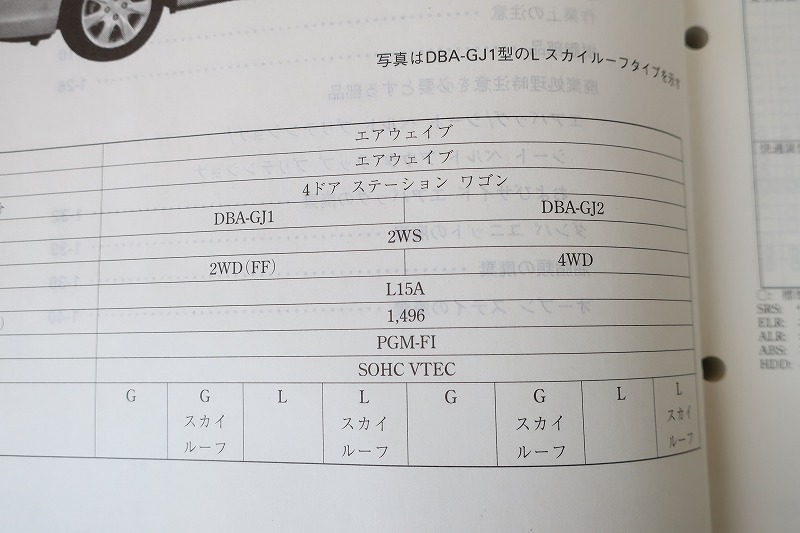 写真はDBA-GJ1型のL スカイルーフタイプを示す
エアウェイブ
エアウェイブ
4ドア ステーション ワゴン
DBA-GJ1 DBA-GJ2
2WS
2WD(FF) 4WD
L15A
1,496
PGM-FI
SOHC VTEC
G G L L G G L L
スカイ スカイ スカイ スカイ
ルーフ ルーフ ルーフ ルーフ
SRS:
ELR:
ALR:
ABS:
HDD: